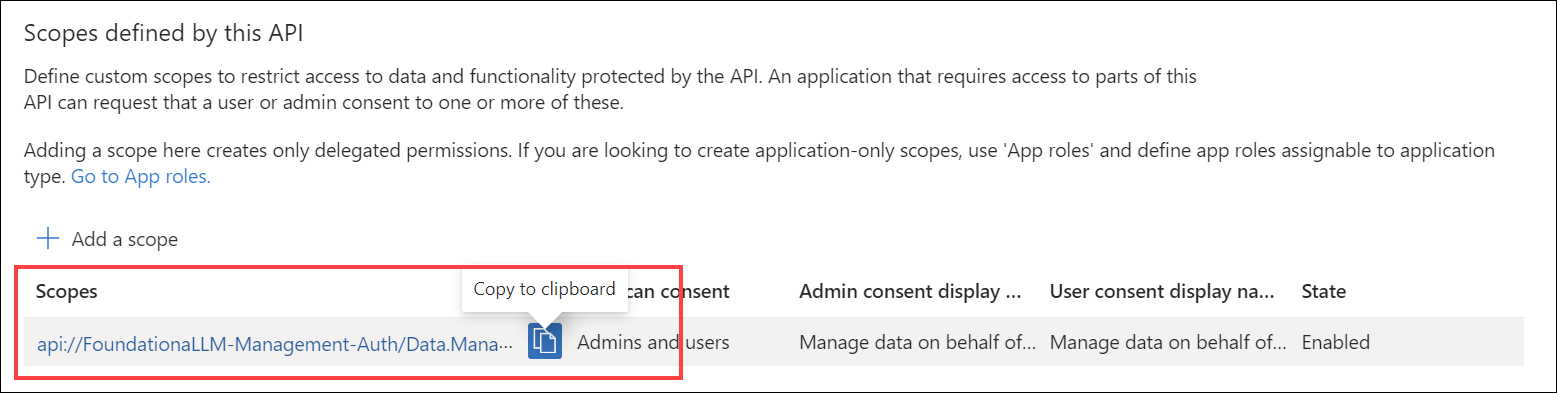 Scopes defined by this API
Define custom scopes to restrict access to data and functionality protected by the API. An application that requires access to parts of this
API can request that a user or admin consent to one or more of these.
Adding a scope here creates only delegated permissions. If you are looking to create application-only scopes, use 'App roles' and define app roles assignable to application
type. Go to App roles.
Add a scope
Scopes Copy to clipboard can consent Admin consent display ... User consent display na... State
api://FoundationaLLM-Management-Auth/Data.Mana... Admins and users Manage data on behalf of... Manage data on behalf of... Enabled